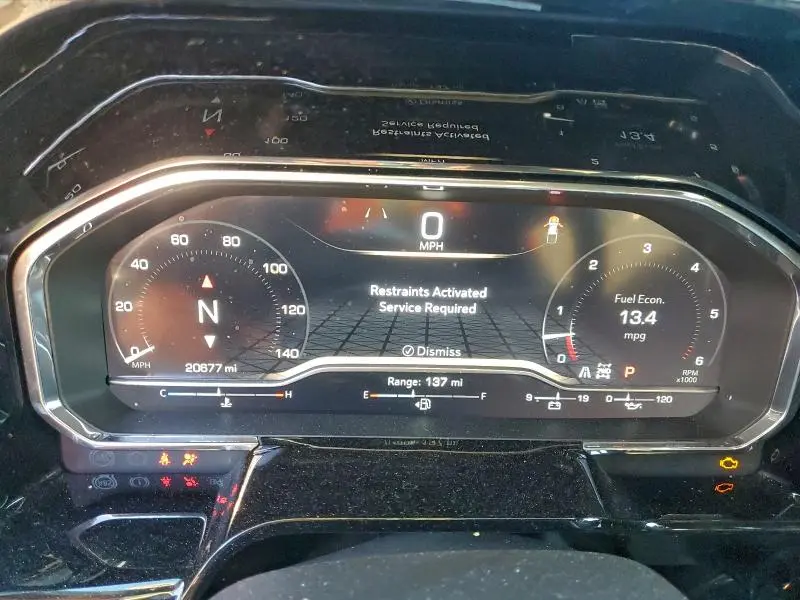 0
MPH
60 80
40 100
20 120
0 140
MPH
N
20677 mi
Restraints Activated
Service Required
Dismiss
3
2 4
1 5
0 6
Fuel Econ.
13.4
mpg
P
RPM
x1000
Range: 137 mi
C H
E F
9 19
0 120